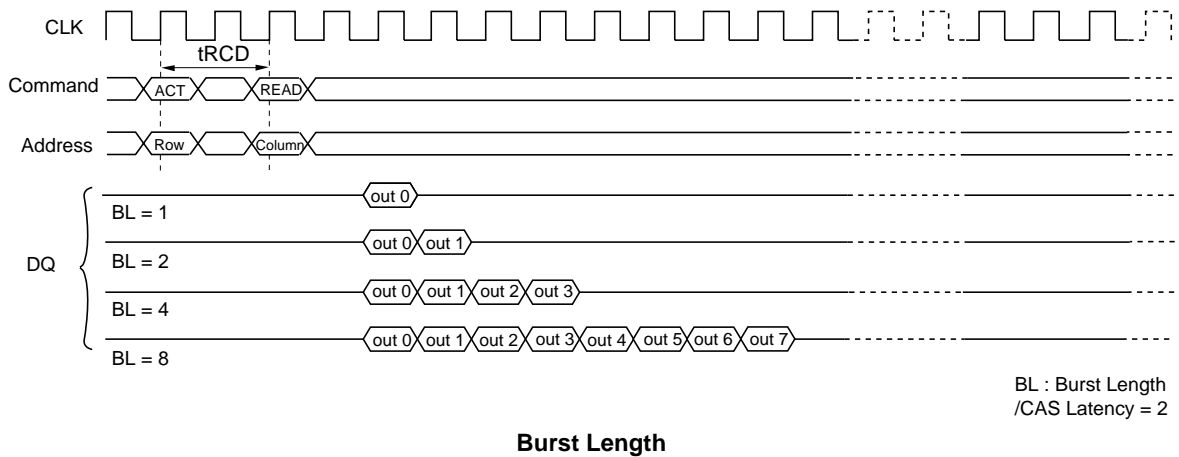 CLK
tRCD
Command ACT READ
Address Row Column
out 0
BL = 1
out 0 out 1
BL = 2
DQ
out 0 out 1 out 2 out 3
BL = 4
out 0 out 1 out 2 out 3 out 4 out 5 out 6 out 7
BL = 8
BL : Burst Length
/CAS Latency = 2
Burst Length